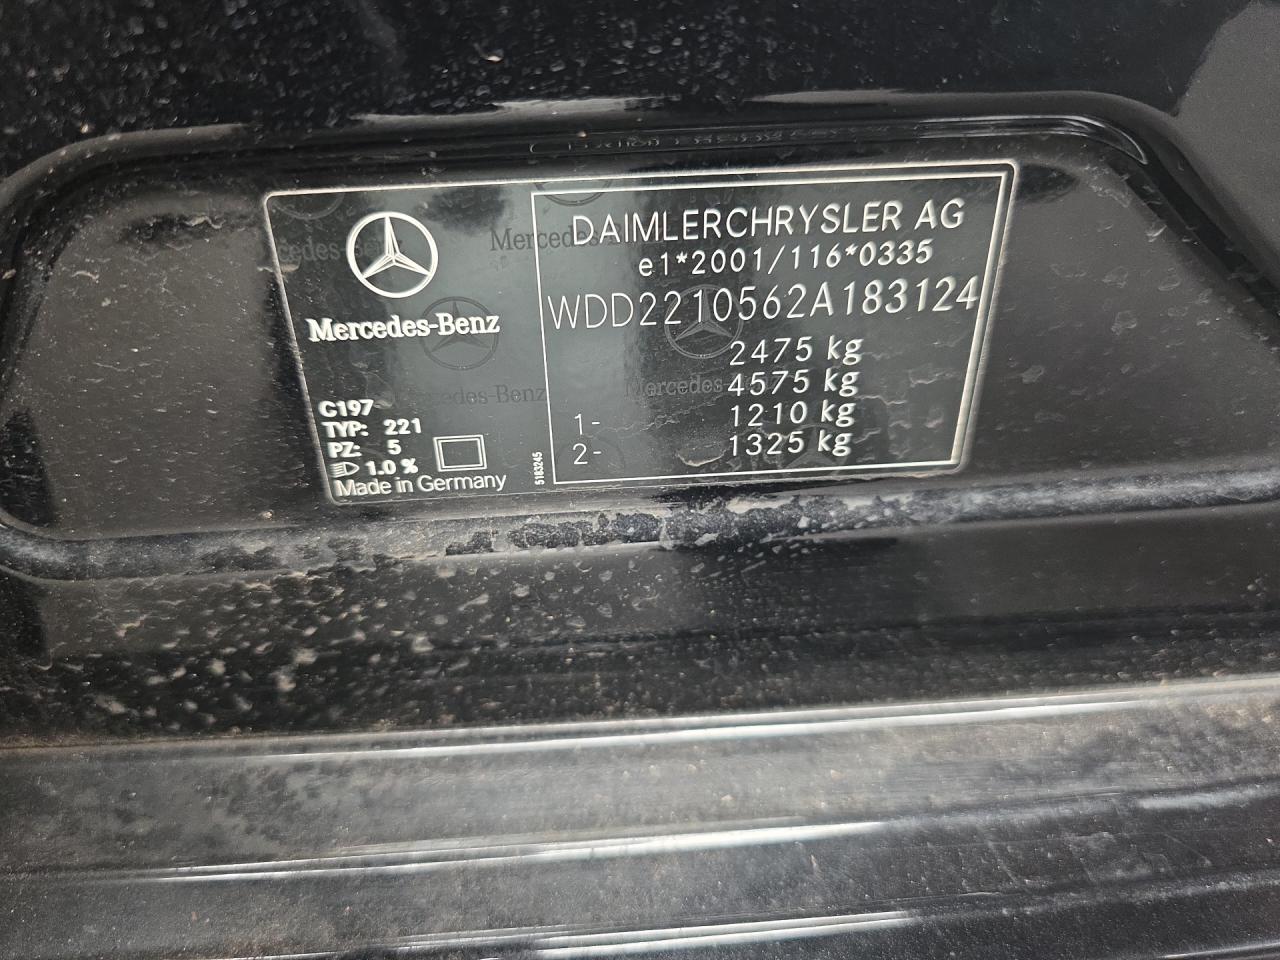 Mercedes-Benz
C197
TYP: 221
PZ: 5
1.0 %
Made in Germany
5183245
DAIMLERCHRYSLER AG
e1*2001/116*0335
WDD2210562A183124
2475 kg
4575 kg
1- 1210 kg
2- 1325 kg